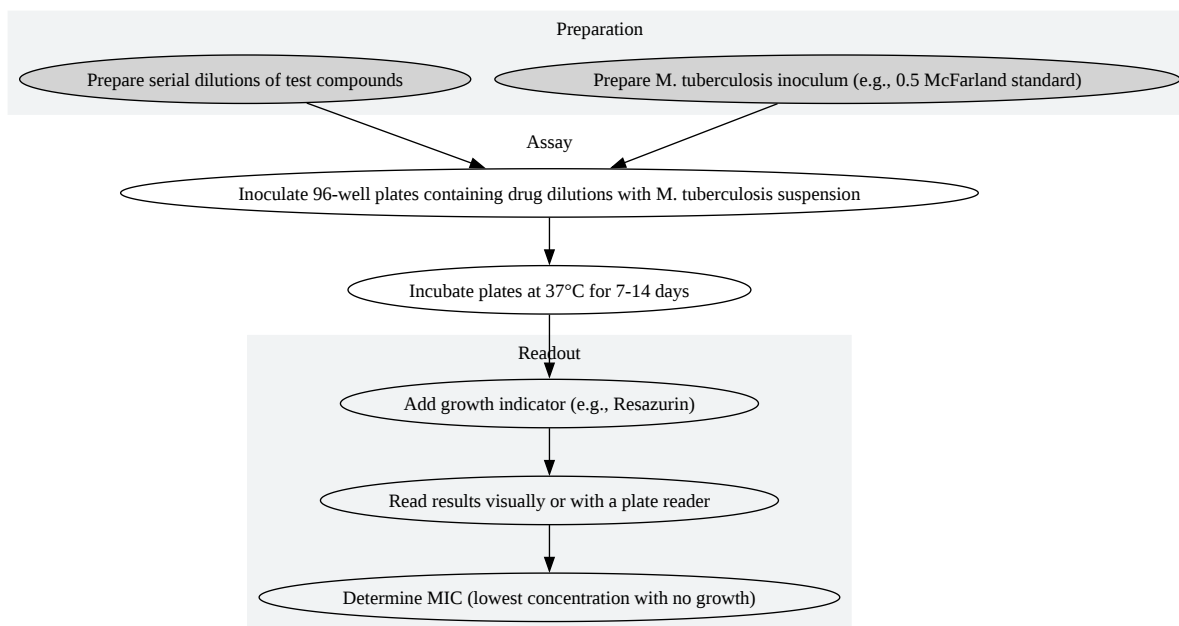 Preparation
Prepare serial dilutions of test compounds
Prepare M. tuberculosis inoculum (e.g., 0.5 McFarland standard)
Assay
Inoculate 96-well plates containing drug dilutions with M. tuberculosis suspension
Incubate plates at 37°C for 7-14 days
Readout
Add growth indicator (e.g., Resazurin)
Read results visually or with a plate reader
Determine MIC (lowest concentration with no growth)